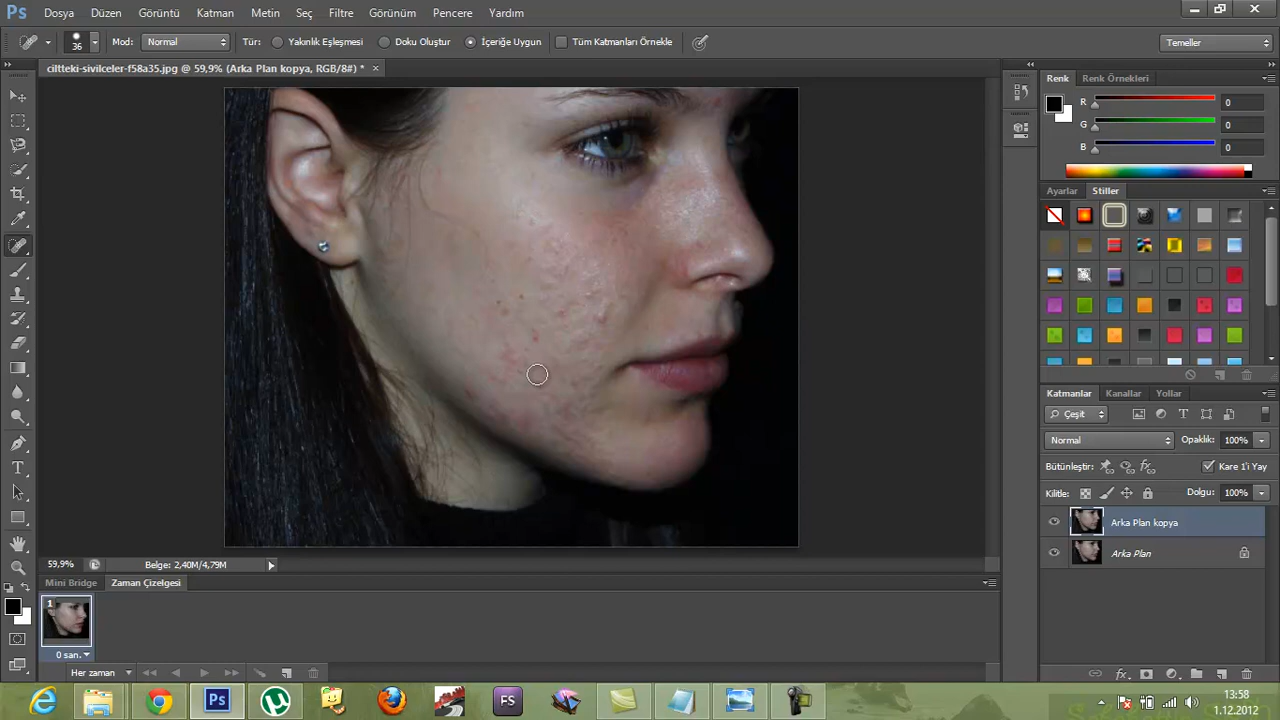 Ps Dosya Düzen Görüntü Katman Metin Seç Filtre Görünüm Pencere Yardım
36 Mod: Normal Tür: Yakınlık Eşleşmesi Doku Oluştur İçeriğe Uygun Tüm Katmanları Örnekle Temeller
ciltteki-sivilceler-f58a35.jpg @ 59,9% (Arka Plan kopya, RGB/8#) * ×
Renk Renk Örnekleri
R 0
G 0
B 0
Ayarlar Stiller
Katmanlar Kanallar Yollar
Çeşit T
Normal Opaklık: 100%
Bütünleştir: Kare 1'i Yay
Kilitle: Dolgu: 100%
Arka Plan kopya
Arka Plan
59,9% Belge: 2,40M/4,79M
Mini Bridge Zaman Çizelgesi
1
0 san.
Her zaman
Ps FS
13:58
1.12.2012